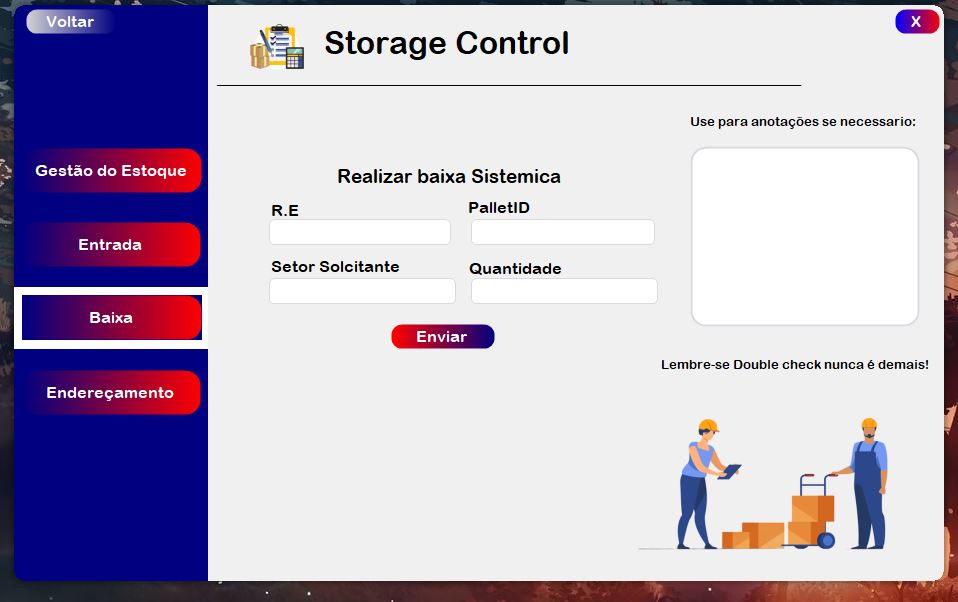 Voltar
X
Storage Control
Gestão do Estoque
Entrada
Baixa
Endereçamento
Realizar baixa Sistemica
R.E
PalletID
Setor Solcitante
Quantidade
Enviar
Use para anotações se necessario:
Lembre-se Double check nunca é demais!